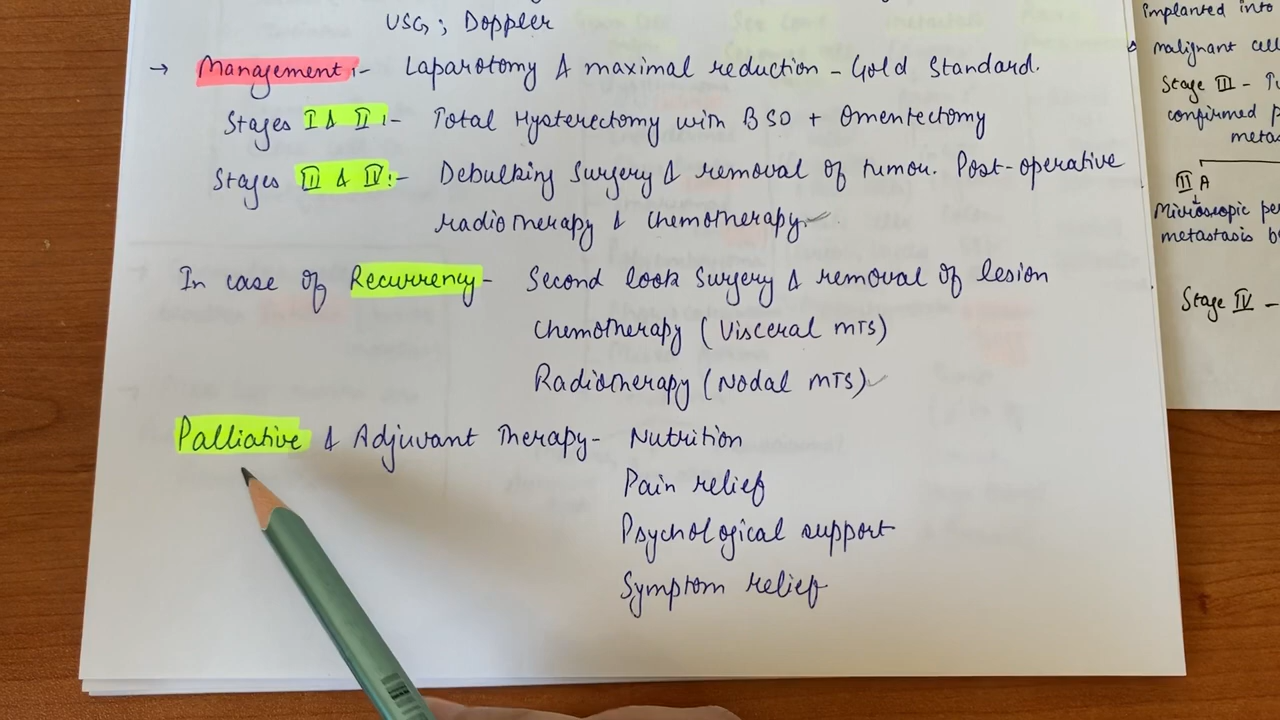 USG; Doppler
→ Management:- Laparotomy & maximal reduction - Gold Standard.
Stages I & II:- Total Hysterectomy with BSO + Omentectomy
Stages III & IV:- Debulking Surgery & removal of tumour. Post-operative
radiotherapy & chemotherapy.
In case of Recurrency- Second look surgery & removal of lesion
Chemotherapy (Visceral MTS)
Radiotherapy (Nodal MTS)
Palliative & Adjuvant Therapy- Nutrition
Pain relief
Psychological support
Symptom relief
implanted into
malignant cell
Stage III -
confirmed
meta
III A
Microscopic
metastasis
Stage IV -